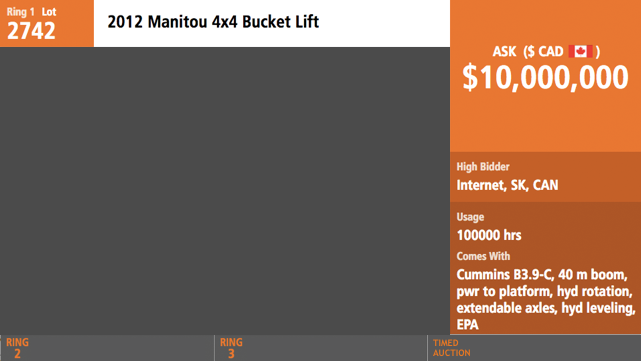 Ring 1 Lot
2742
2012 Manitou 4x4 Bucket Lift
ASK ($ CAD )
$10,000,000
High Bidder
Internet, SK, CAN
Usage
100000 hrs
Comes With
Cummins B3.9-C, 40 m boom,
pwr to platform, hyd rotation,
extendable axles, hyd leveling,
EPA
RING
2
RING
3
TIMED
AUCTION